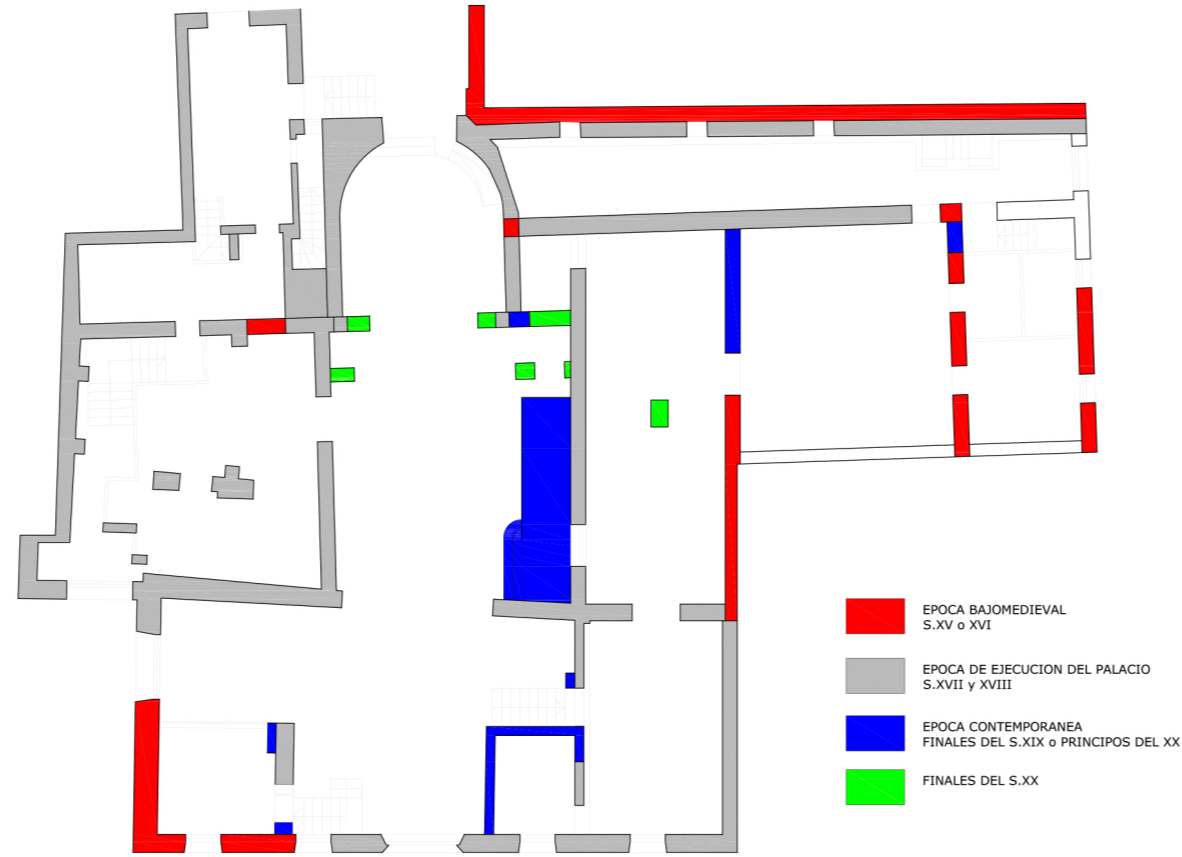 EPOCA BAJOMEDIEVAL
S.XV o XVI
EPOCA DE EJECUCION DEL PALACIO
S.XVII y XVIII
EPOCA CONTEMPORANEA
FINALES DEL S.XIX o PRINCIPOS DEL XX
FINALES DEL S.XX